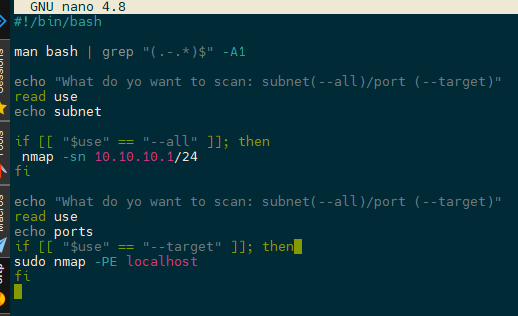 GNU nano 4.8
#!/bin/bash
man bash | grep "(.-.*)$" -A1
echo "What do yo want to scan: subnet(--all)/port (--target)"
read use
echo subnet
if [[ "$use" == "--all" ]]; then
nmap -sn 10.10.10.1/24
fi
echo "What do yo want to scan: subnet(--all)/port (--target)"
read use
echo ports
if [[ "$use" == "--target" ]]; then
sudo nmap -PE localhost
fi